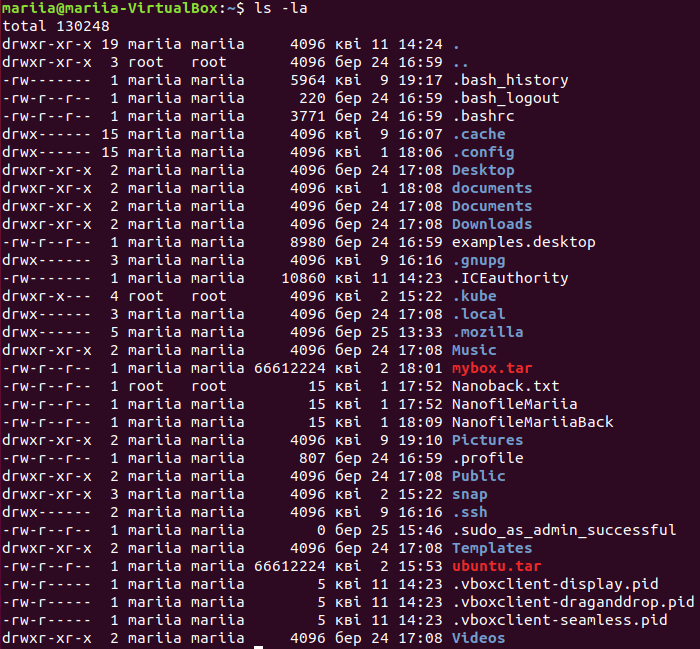 mariia@mariia-VirtualBox:~$ ls -la
total 130248
drwxr-xr-x 19 mariia mariia     4096 кві 11 14:24 .
drwxr-xr-x  3 root   root       4096 бер 24 16:59 ..
-rw-------  1 mariia mariia     5964 кві  9 19:17 .bash_history
-rw-r--r--  1 mariia mariia      220 бер 24 16:59 .bash_logout
-rw-r--r--  1 mariia mariia     3771 бер 24 16:59 .bashrc
drwx------ 15 mariia mariia     4096 кві  9 16:07 .cache
drwx------ 15 mariia mariia     4096 кві  1 18:06 .config
drwxr-xr-x  2 mariia mariia     4096 бер 24 17:08 Desktop
drwxr-xr-x  2 mariia mariia     4096 кві  1 18:08 documents
drwxr-xr-x  2 mariia mariia     4096 бер 24 17:08 Documents
drwxr-xr-x  2 mariia mariia     4096 бер 24 17:08 Downloads
-rw-r--r--  1 mariia mariia     8980 бер 24 16:59 examples.desktop
drwx------  3 mariia mariia     4096 кві  9 16:16 .gnupg
-rw-------  1 mariia mariia    10860 кві 11 14:23 .ICEauthority
drwxr-x---  4 root   root       4096 кві  2 15:22 .kube
drwx------  3 mariia mariia     4096 бер 24 17:08 .local
drwx------  5 mariia mariia     4096 бер 25 13:33 .mozilla
drwxr-xr-x  2 mariia mariia     4096 бер 24 17:08 Music
-rw-r--r--  1 mariia mariia 66612224 кві  2 18:01 mybox.tar
-rw-r--r--  1 root   root         15 кві  1 17:52 Nanoback.txt
-rw-r--r--  1 mariia mariia       15 кві  1 17:52 NanofileMariia
-rw-r--r--  1 mariia mariia       15 кві  1 18:09 NanofileMariiaBack
drwxr-xr-x  2 mariia mariia     4096 кві  9 19:10 Pictures
-rw-r--r--  1 mariia mariia      807 бер 24 16:59 .profile
drwxr-xr-x  2 mariia mariia     4096 бер 24 17:08 Public
drwxr-xr-x  3 mariia mariia     4096 кві  2 15:22 snap
drwx------  2 mariia mariia     4096 кві  9 16:16 .ssh
-rw-r--r--  1 mariia mariia        0 бер 25 15:46 .sudo_as_admin_successful
drwxr-xr-x  2 mariia mariia     4096 бер 24 17:08 Templates
-rw-r--r--  1 mariia mariia 66612224 кві  2 15:53 ubuntu.tar
-rw-r-----  1 mariia mariia        5 кві 11 14:23 .vboxclient-display.pid
-rw-r-----  1 mariia mariia        5 кві 11 14:23 .vboxclient-draganddrop.pid
-rw-r-----  1 mariia mariia        5 кві 11 14:23 .vboxclient-seamless.pid
drwxr-xr-x  2 mariia mariia     4096 бер 24 17:08 Videos